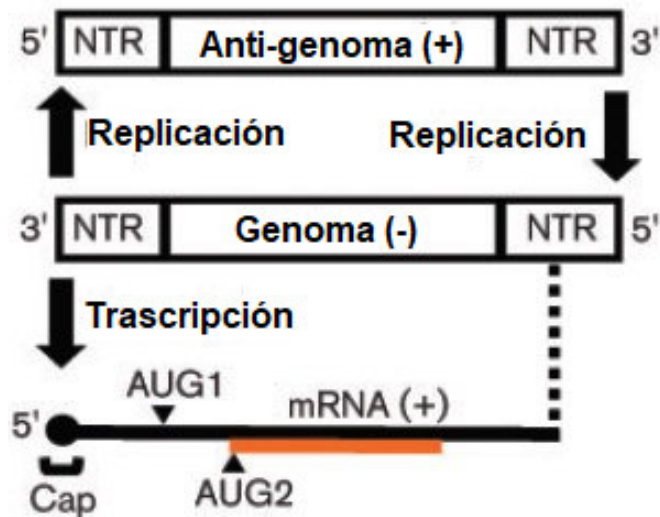 5' NTR Anti-genoma (+) NTR 3'
Replicación Replicación
3' NTR Genoma (-) NTR 5'
Trascripción
AUG1 mRNA (+)
5'
Cap AUG2